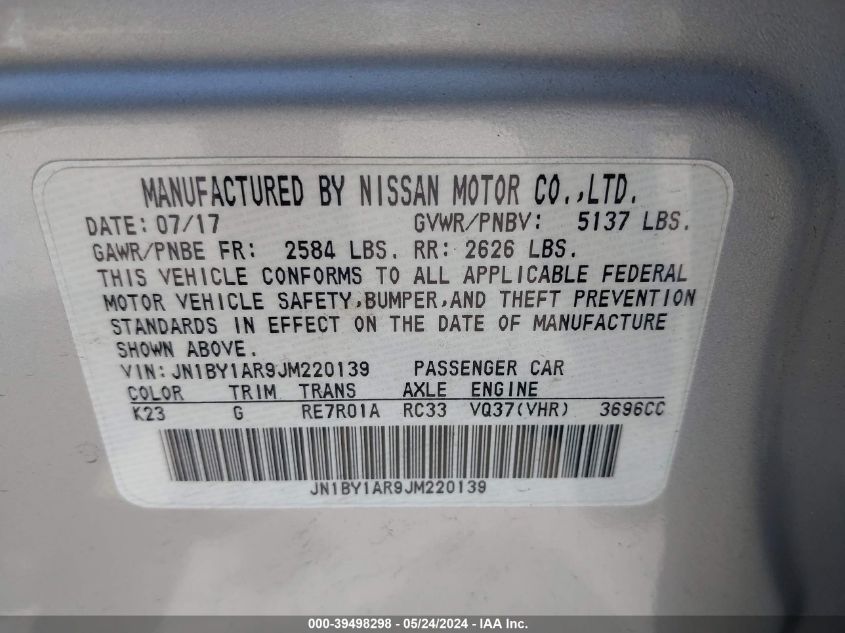 MANUFACTURED BY NISSAN MOTOR CO.,LTD.
DATE: 07/17 GVWR/PNBV: 5137 LBS.
GAWR/PNBE FR: 2584 LBS. RR: 2626 LBS.
THIS VEHICLE CONFORMS TO ALL APPLICABLE FEDERAL
MOTOR VEHICLE SAFETY,BUMPER,AND THEFT PREVENTION
STANDARDS IN EFFECT ON THE DATE OF MANUFACTURE
SHOWN ABOVE.
VIN:JN1BY1AR9JM220139 PASSENGER CAR
COLOR TRIM TRANS AXLE ENGINE
K23 G RE7R01A RC33 VQ37(VHR) 3696CC
JN1BY1AR9JM220139
000-39498298 - 05/24/2024 - IAA Inc.